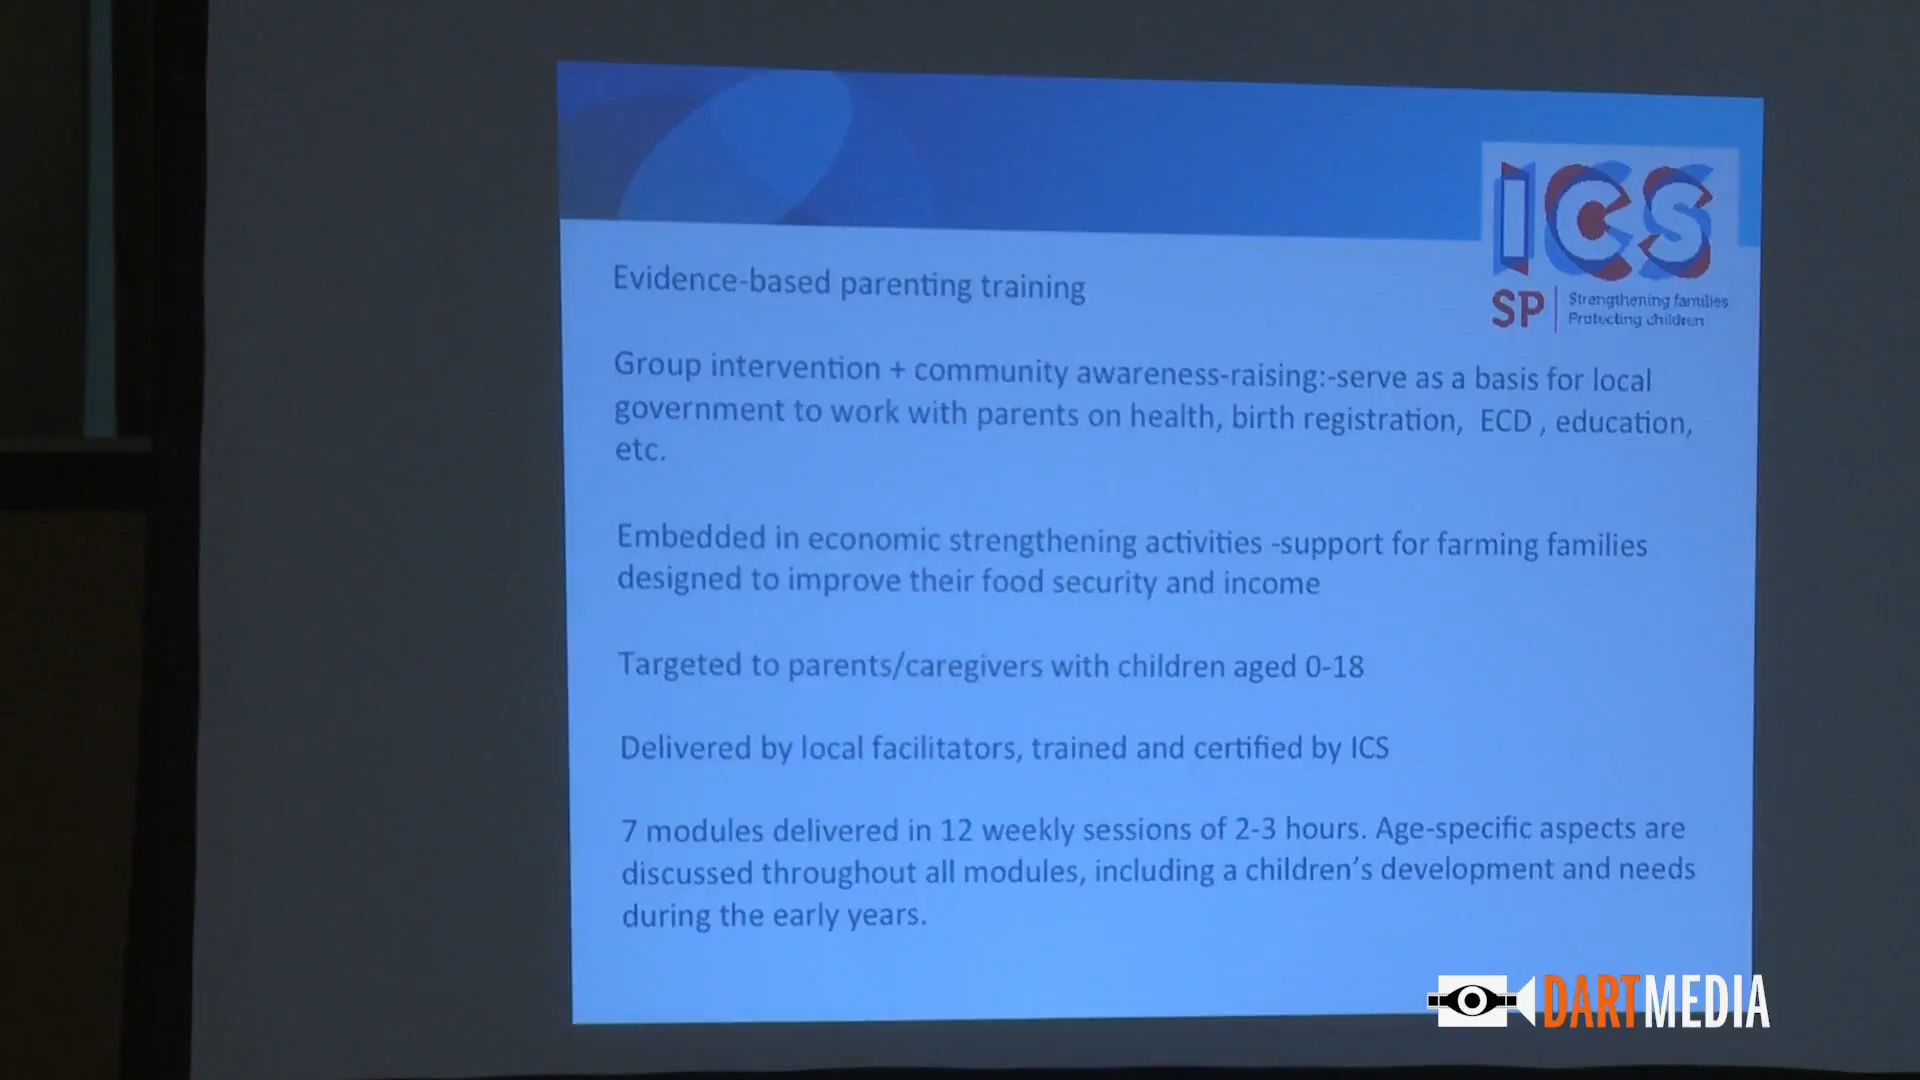 ICS
SP
Strengthening families
Protecting children
Evidence-based parenting training
Group intervention + community awareness-raising:-serve as a basis for local
government to work with parents on health, birth registration, ECD , education,
etc.
Embedded in economic strengthening activities -support for farming families
designed to improve their food security and income
Targeted to parents/caregivers with children aged 0-18
Delivered by local facilitators, trained and certified by ICS
7 modules delivered in 12 weekly sessions of 2-3 hours. Age-specific aspects are
discussed throughout all modules, including a children's development and needs
during the early years.
DARTMEDIA